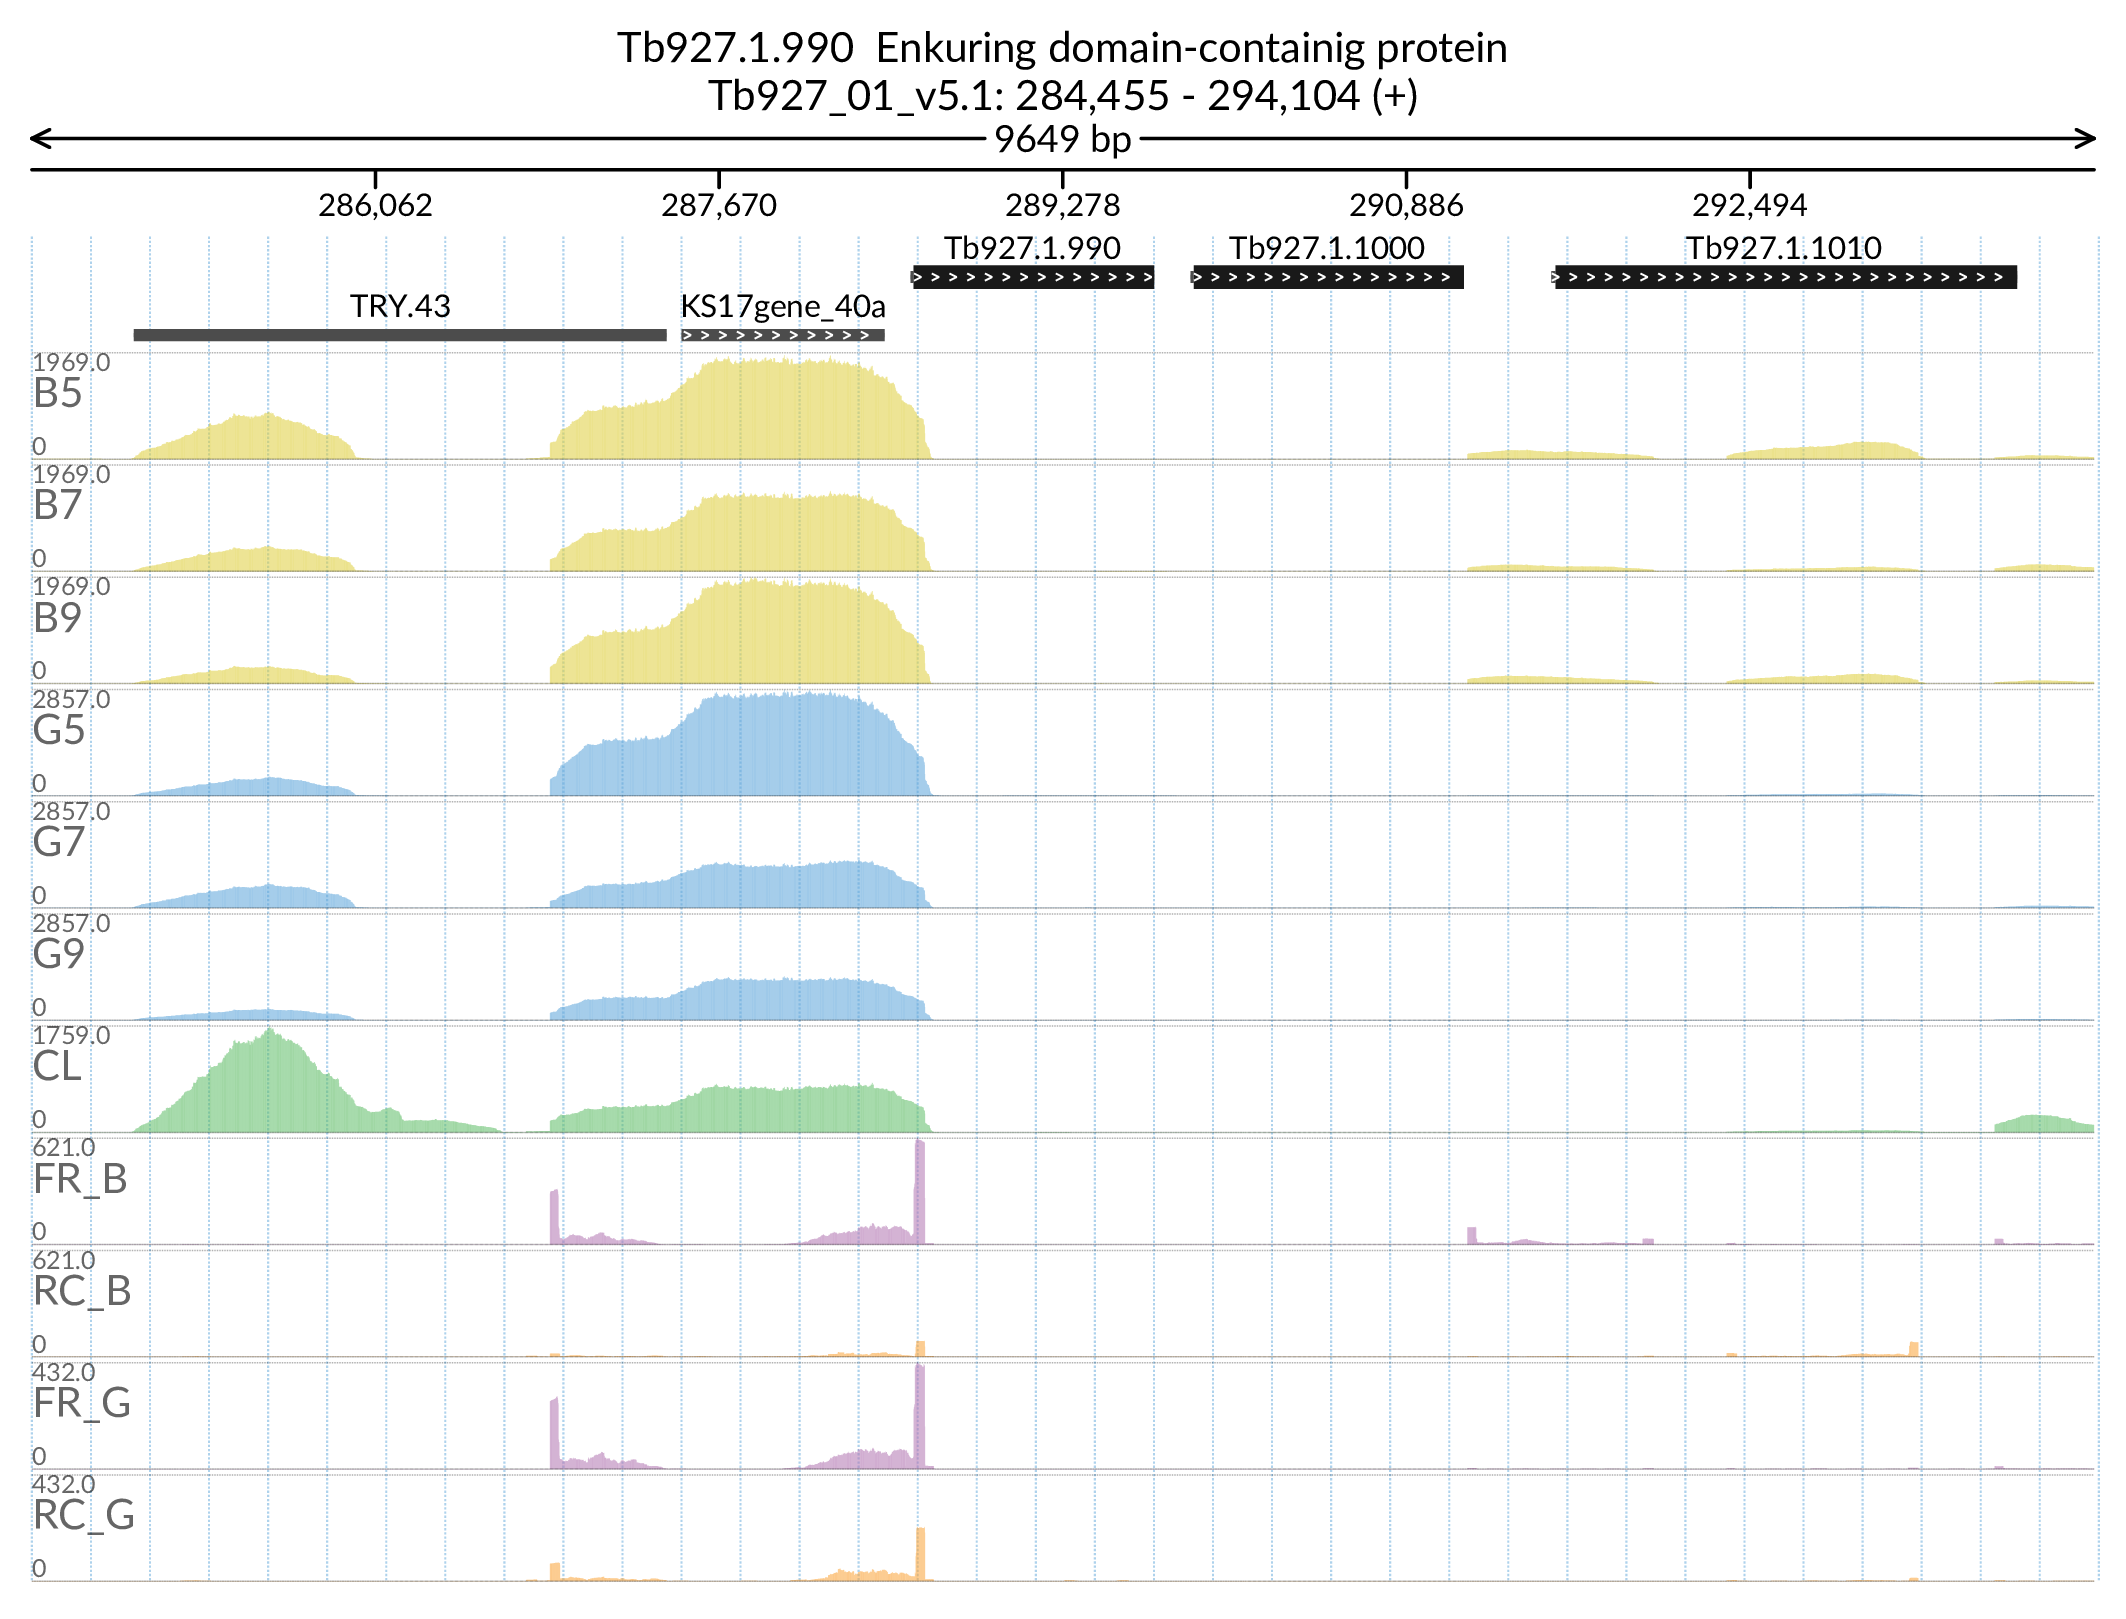 Tb927.1.990  Enkuring domain-containig protein
Tb927_01_v5.1: 284,455 - 294,104 (+)
9649 bp
286,062 287,670 289,278 290,886 292,494
Tb927.1.990 Tb927.1.1000 Tb927.1.1010
TRY.43 KS17gene_40a
1969.0
B5
0
1969.0
B7
0
1969.0
B9
0
2857.0
G5
0
2857.0
G7
0
2857.0
G9
0
1759.0
CL
0
621.0
FR_B
0
621.0
RC_B
0
432.0
FR_G
0
432.0
RC_G
0